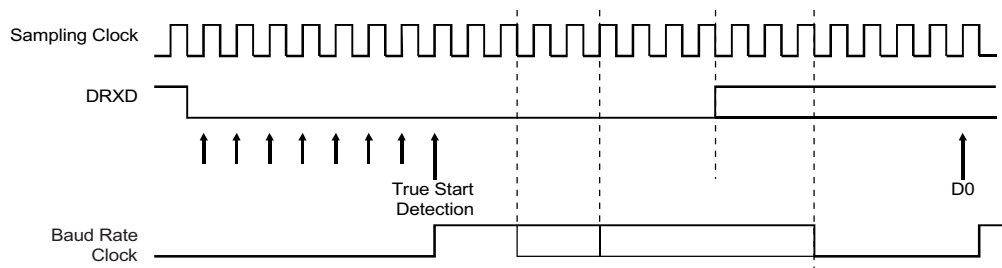 Sampling Clock
DRXD
True Start
Detection
D0
Baud Rate
Clock